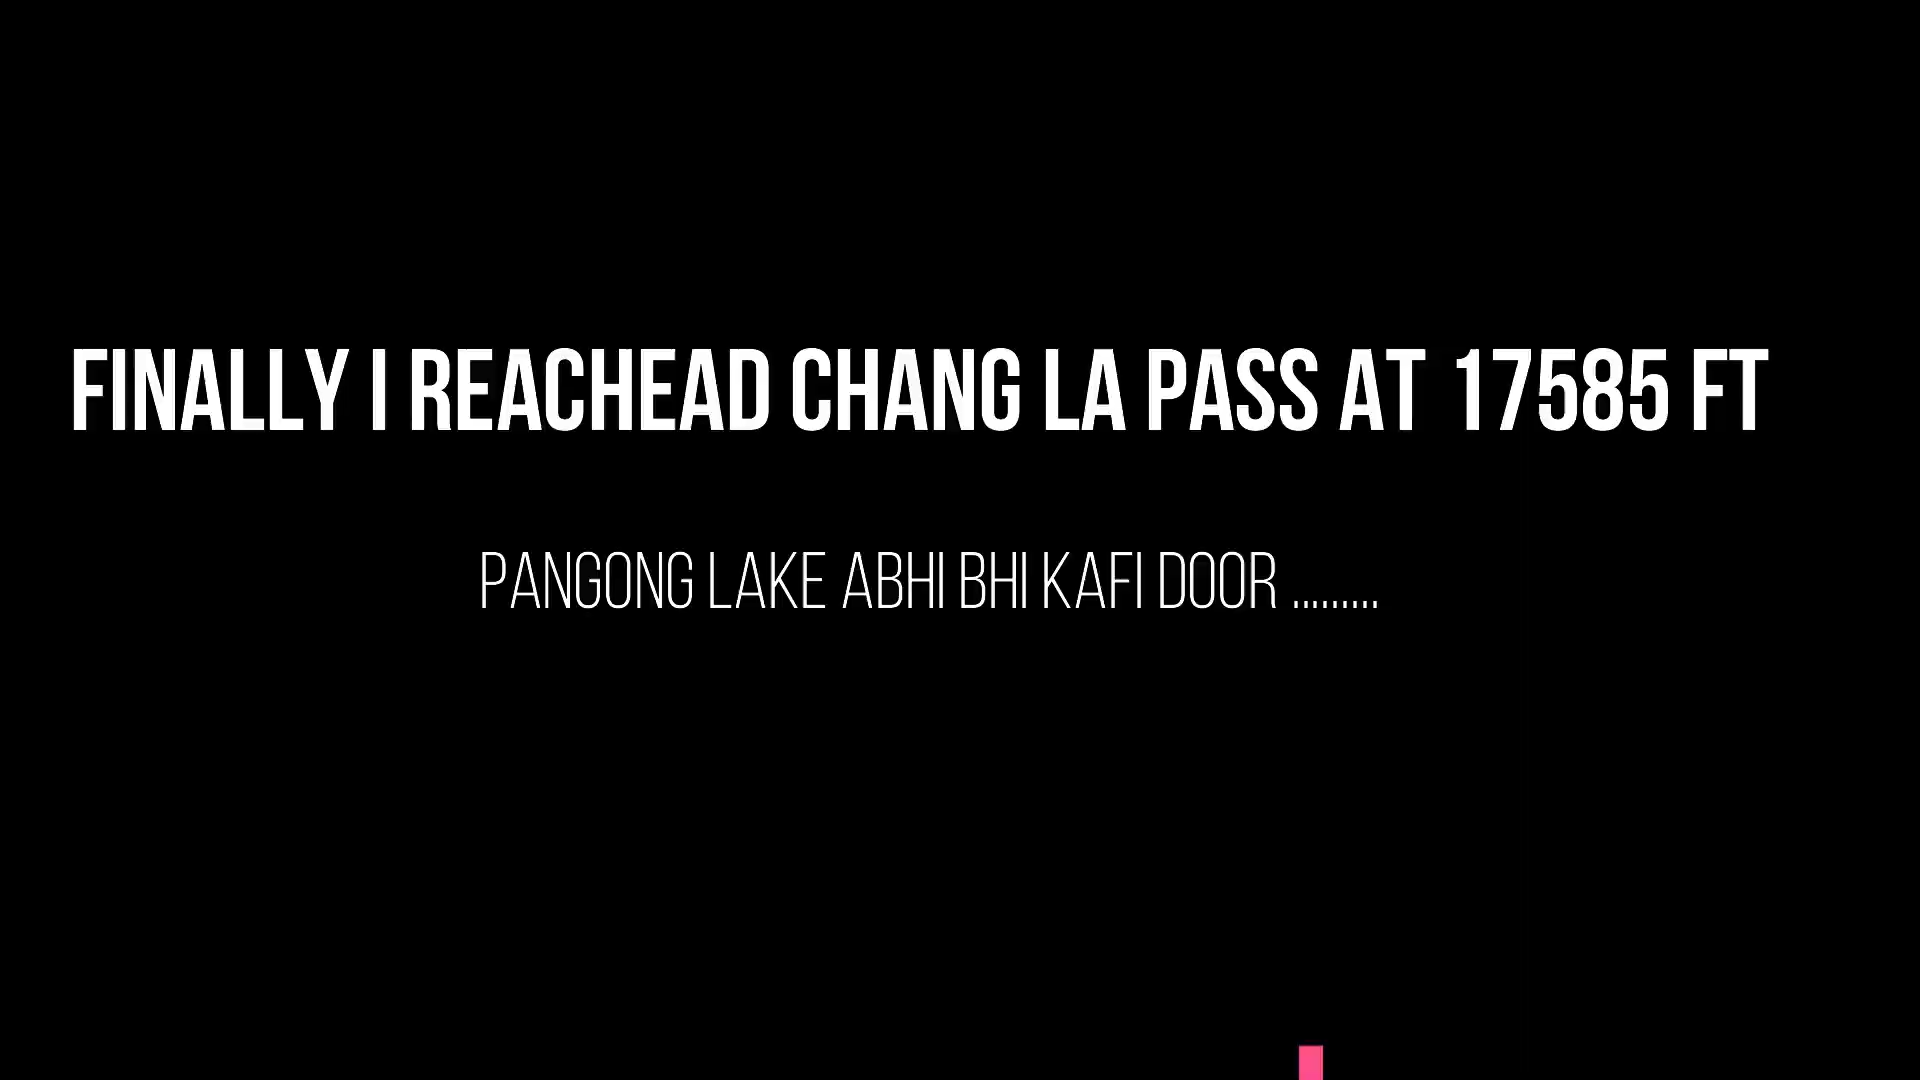 FINALLY I REACHEAD CHANG LA PASS AT 17585 FT
PANGONG LAKE ABHI BHI KAFI DOOR .........